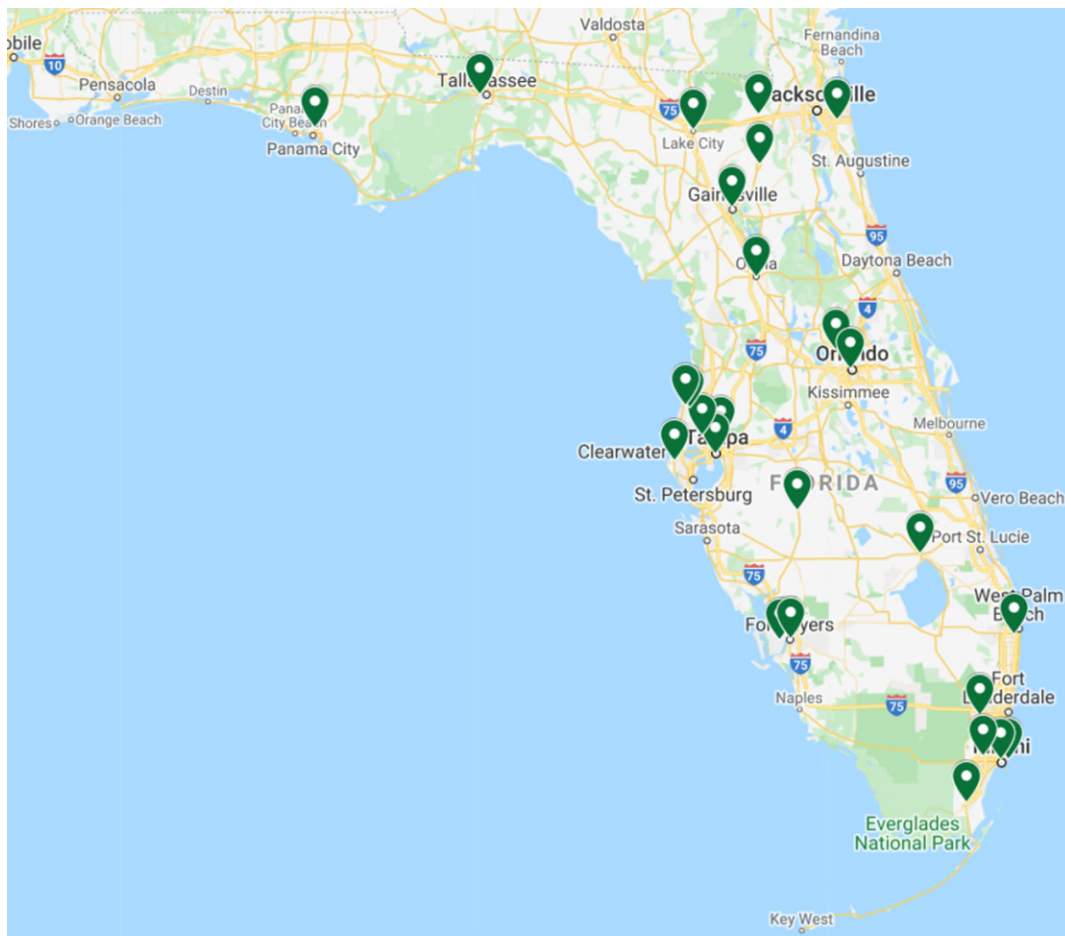 Valdosta
Fernandina
Beach
obile
10
Pensacola
Destin
Tallahassee
75
Jacksonville
Shores
Orange Beach
Panama
City Beach
Panama City
Lake City
St. Augustine
Gainesville
95
Ocala
Daytona Beach
4
75
Orlando
Kissimmee
Melbourne
4
Clearwater
Tampa
FLORIDA
95
St. Petersburg
Vero Beach
Sarasota
Port St. Lucie
75
West Palm
Beach
Fort Myers
75
Fort
Lauderdale
Naples
75
Miami
Everglades
National Park
Key West